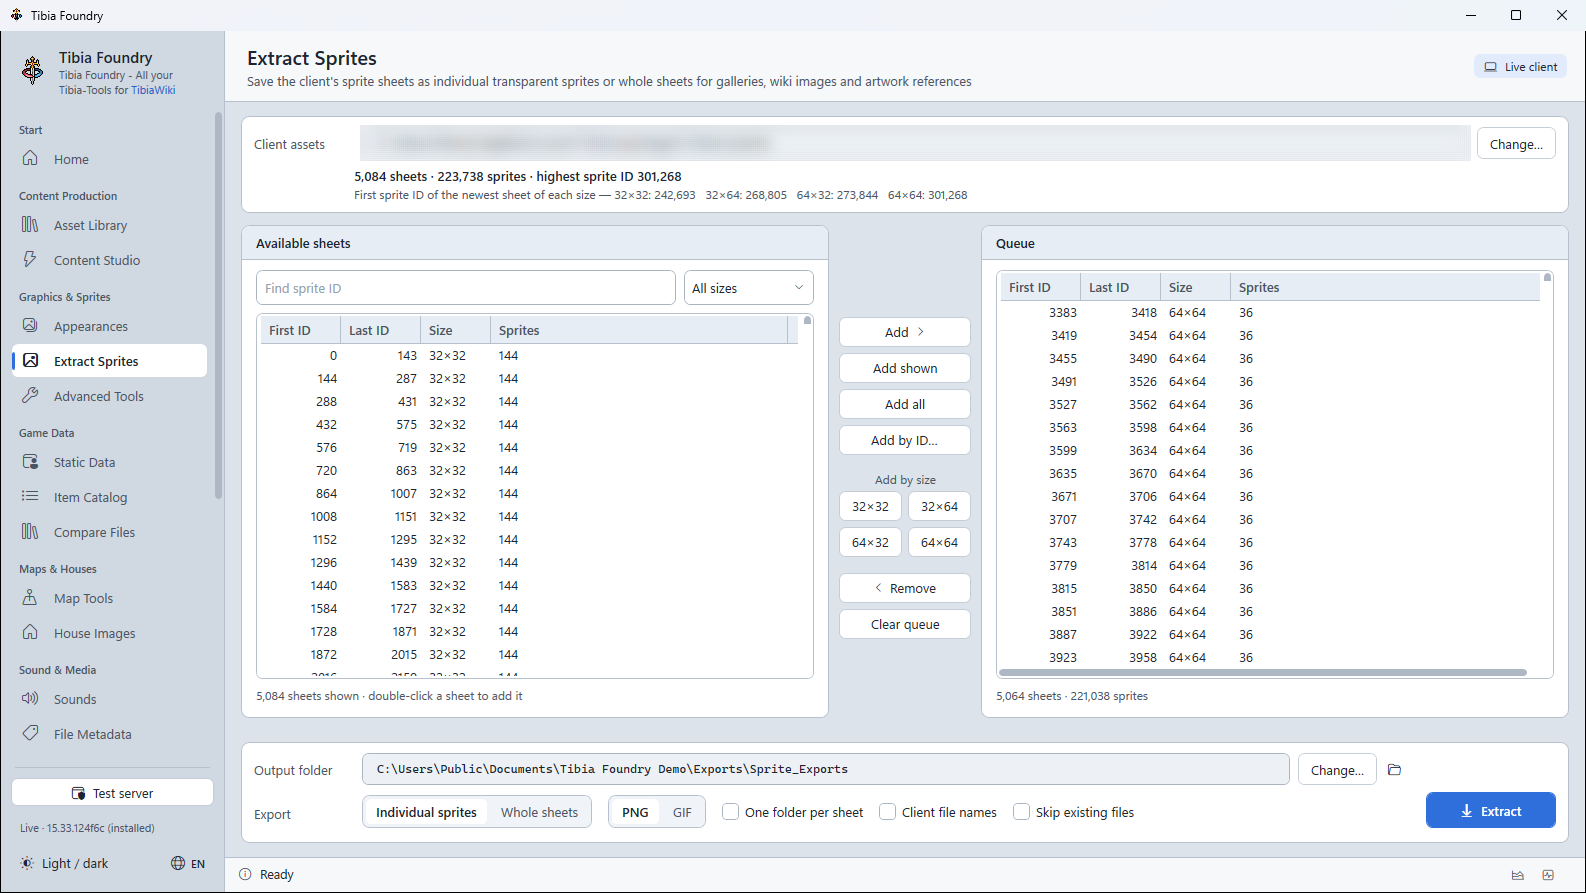 Tibia Foundry
Tibia Foundry
Tibia Foundry - All your
Tibia-Tools for TibiaWiki
Start
Home
Content Production
Asset Library
Content Studio
Graphics & Sprites
Appearances
Extract Sprites
Advanced Tools
Game Data
Static Data
Item Catalog
Compare Files
Maps & Houses
Map Tools
House Images
Sound & Media
Sounds
File Metadata
Test server
Live · 15.33.124f6c (installed)
Light / dark
EN
Extract Sprites
Save the client's sprite sheets as individual transparent sprites or whole sheets for galleries, wiki images and artwork references
Live client
Client assets
Change...
5,084 sheets · 223,738 sprites · highest sprite ID 301,268
First sprite ID of the newest sheet of each size — 32×32: 242,693 32×64: 268,805 64×32: 273,844 64×64: 301,268
Available sheets
Find sprite ID
All sizes
First ID Last ID Size Sprites
0 143 32×32 144
144 287 32×32 144
288 431 32×32 144
432 575 32×32 144
576 719 32×32 144
720 863 32×32 144
864 1007 32×32 144
1008 1151 32×32 144
1152 1295 32×32 144
1296 1439 32×32 144
1440 1583 32×32 144
1584 1727 32×32 144
1728 1871 32×32 144
1872 2015 32×32 144
5,084 sheets shown · double-click a sheet to add it
Add >
Add shown
Add all
Add by ID...
Add by size
32×32 32×64
64×32 64×64
< Remove
Clear queue
Queue
First ID Last ID Size Sprites
3383 3418 64×64 36
3419 3454 64×64 36
3455 3490 64×64 36
3491 3526 64×64 36
3527 3562 64×64 36
3563 3598 64×64 36
3599 3634 64×64 36
3635 3670 64×64 36
3671 3706 64×64 36
3707 3742 64×64 36
3743 3778 64×64 36
3779 3814 64×64 36
3815 3850 64×64 36
3851 3886 64×64 36
3887 3922 64×64 36
3923 3958 64×64 36
5,064 sheets · 221,038 sprites
Output folder
C:\Users\Public\Documents\Tibia Foundry Demo\Exports\Sprite_Exports
Change...
Export
Individual sprites Whole sheets
PNG GIF
One folder per sheet
Client file names
Skip existing files
Extract
Ready